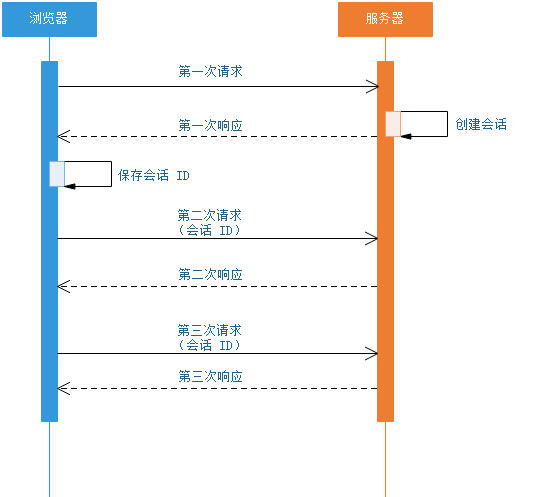 浏览器
服务器
第一次请求
第一次响应
创建会话
保存会话 ID
第二次请求
（会话 ID）
第二次响应
第三次请求
（会话 ID）
第三次响应